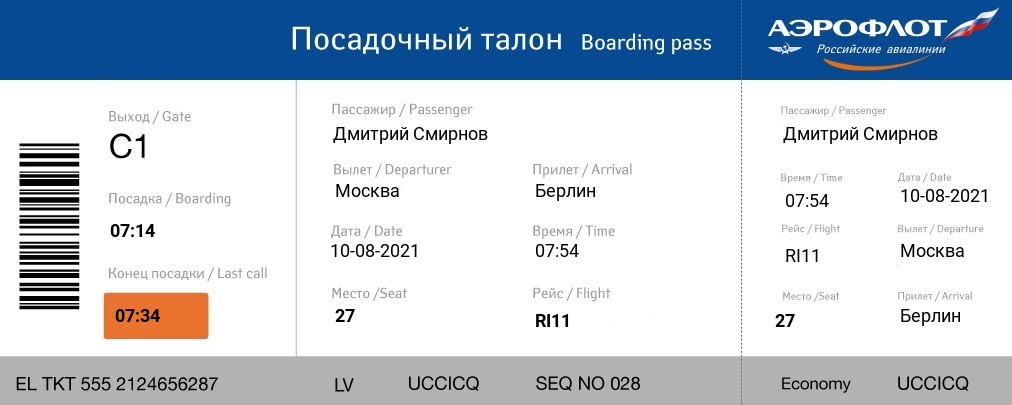 Посадочный талон Boarding pass
АЭРОФЛОТ
Российские авиалинии
Выход / Gate
C1
Посадка / Boarding
07:14
Конец посадки / Last call
07:34
Пассажир / Passenger
Дмитрий Смирнов
Вылет / Departurer
Прилет / Arrival
Москва
Берлин
Дата / Date
Время / Time
10-08-2021
07:54
Место /Seat
Рейс / Flight
27
RI11
Пассажир / Passenger
Дмитрий Смирнов
Время / Time
Дата / Date
07:54
10-08-2021
Рейс / Flight
Вылет / Departure
RI11
Москва
Место /Seat
Прилет / Arrival
27
Берлин
EL TKT 555 2124656287
LV
UCCICQ
SEQ NO 028
Economy
UCCICQ